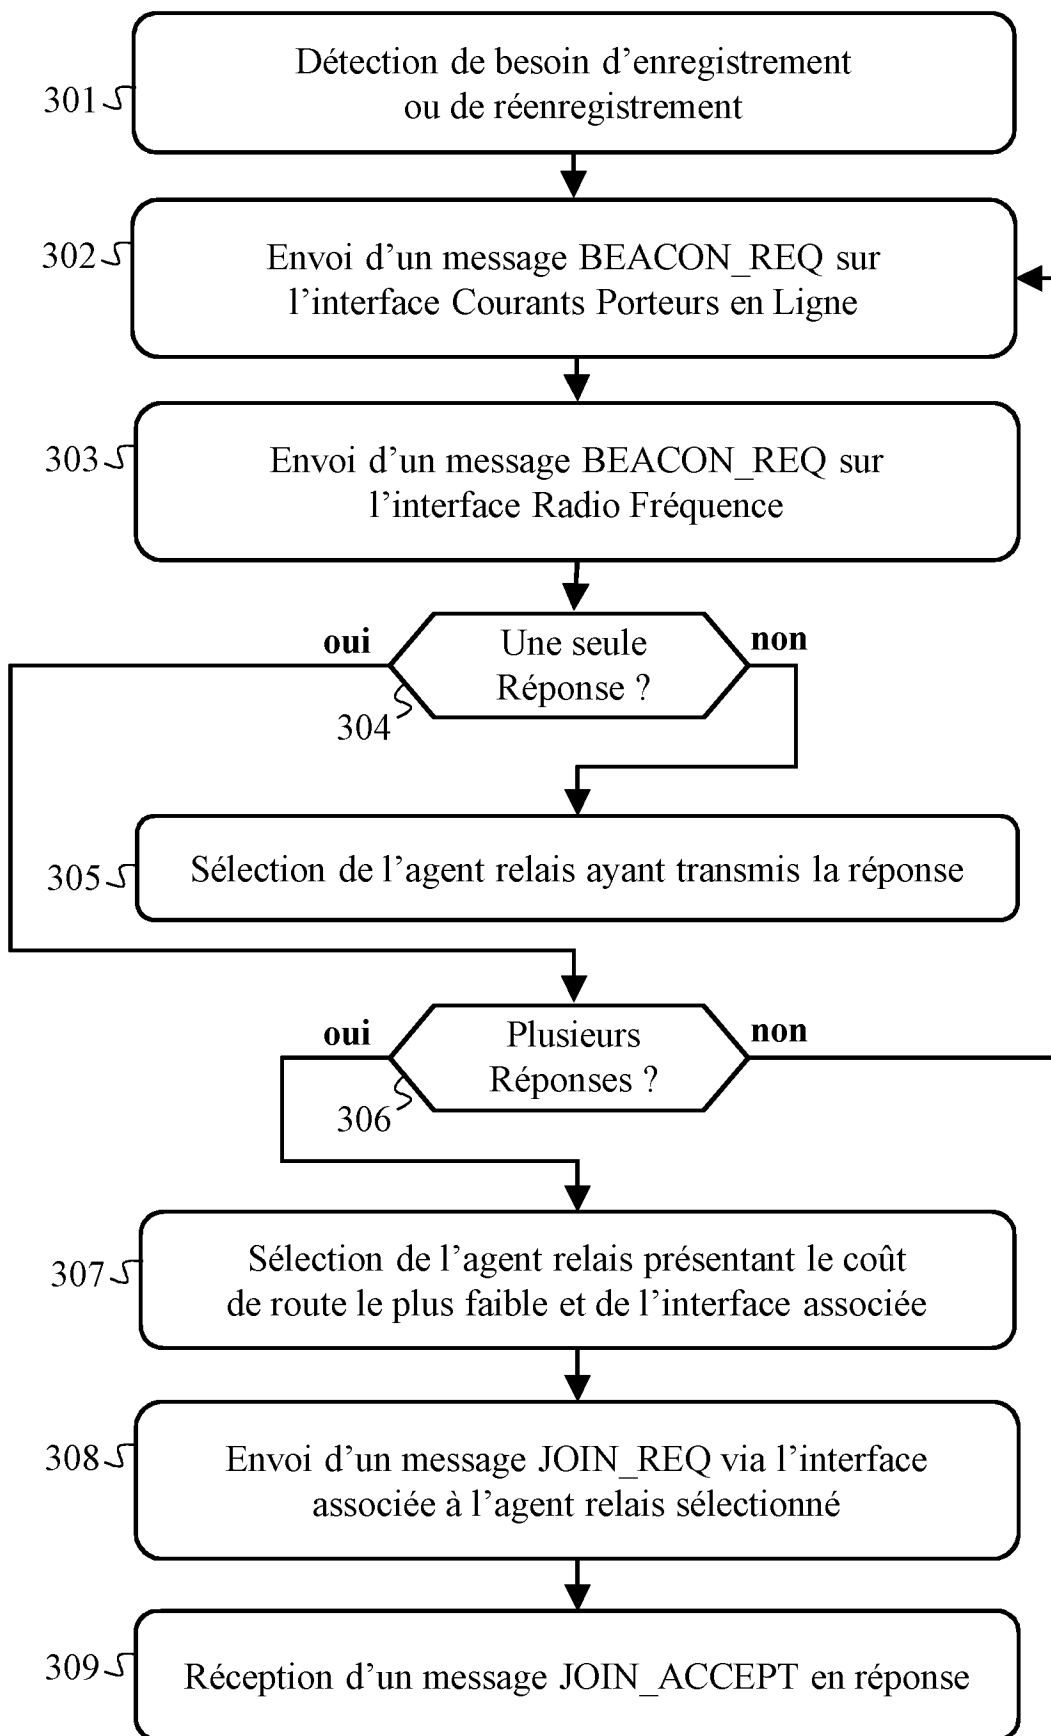 Détection de besoin d’enregistrement
ou de réenregistrement
301
302
Envoi d’un message BEACON_REQ sur
l’interface Courants Porteurs en Ligne
303
Envoi d’un message BEACON_REQ sur
l’interface Radio Fréquence
oui
Une seule
Réponse ?
non
304
305
Sélection de l’agent relais ayant transmis la réponse
oui
Plusieurs
Réponses ?
non
306
307
Sélection de l’agent relais présentant le coût
de route le plus faible et de l’interface associée
308
Envoi d’un message JOIN_REQ via l’interface
associée à l’agent relais sélectionné
309
Réception d’un message JOIN_ACCEPT en réponse